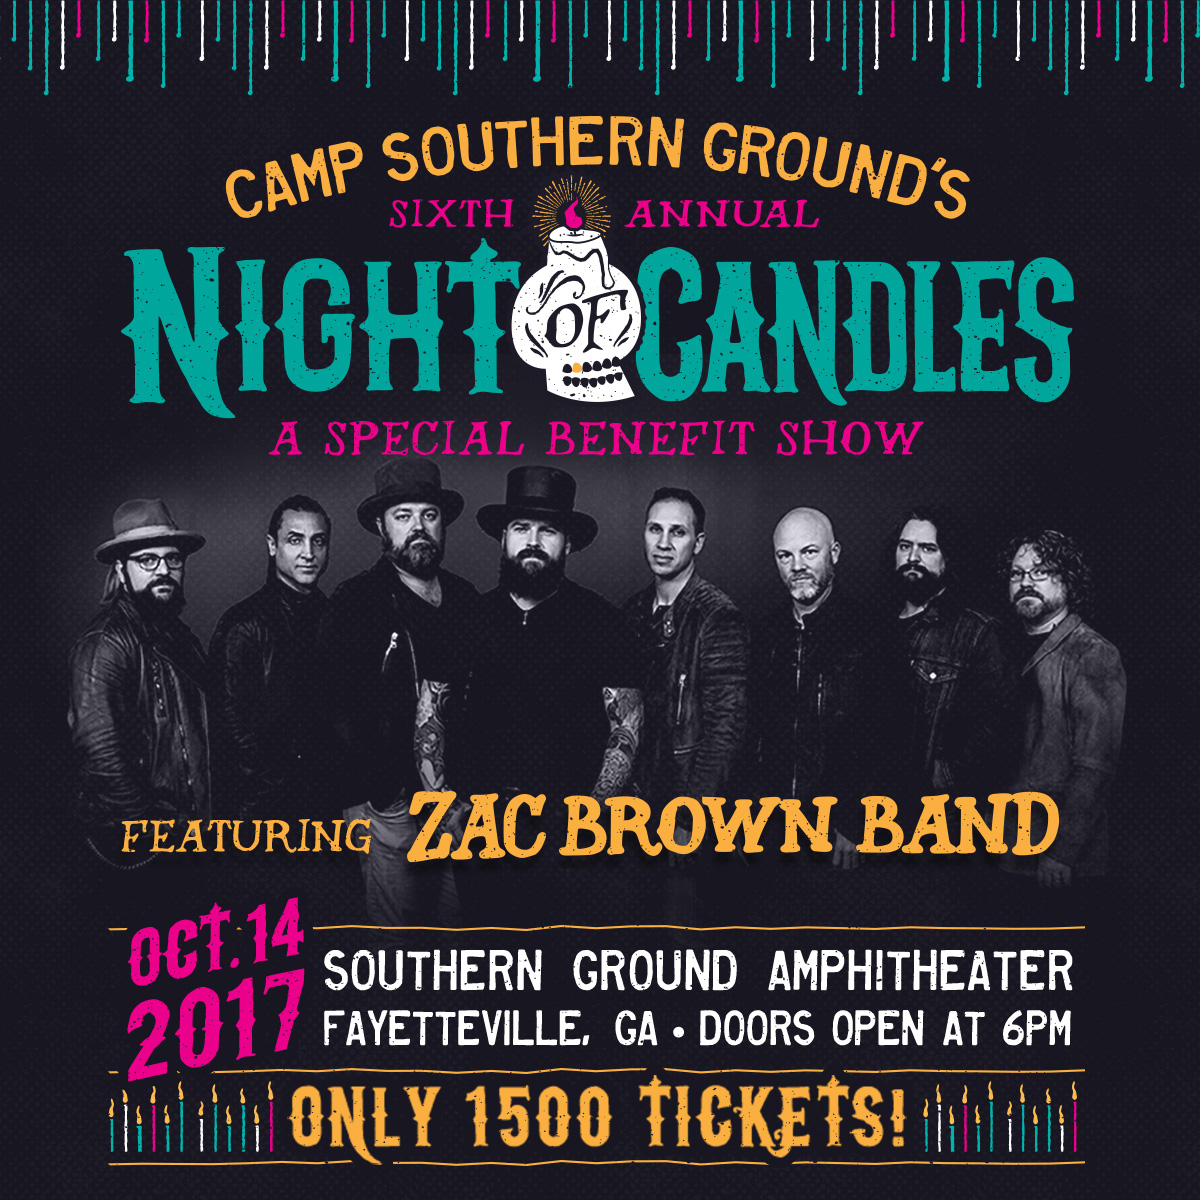 CAMP SOUTHERN GROUND'S
SIXTH ANNUAL
NIGHT OF CANDLES
A SPECIAL BENEFIT SHOW
FEATURING ZAC BROWN BAND
OCT. 14
2017
SOUTHERN GROUND AMPHITHEATER
FAYETTEVILLE, GA • DOORS OPEN AT 6PM
ONLY 1500 TICKETS!